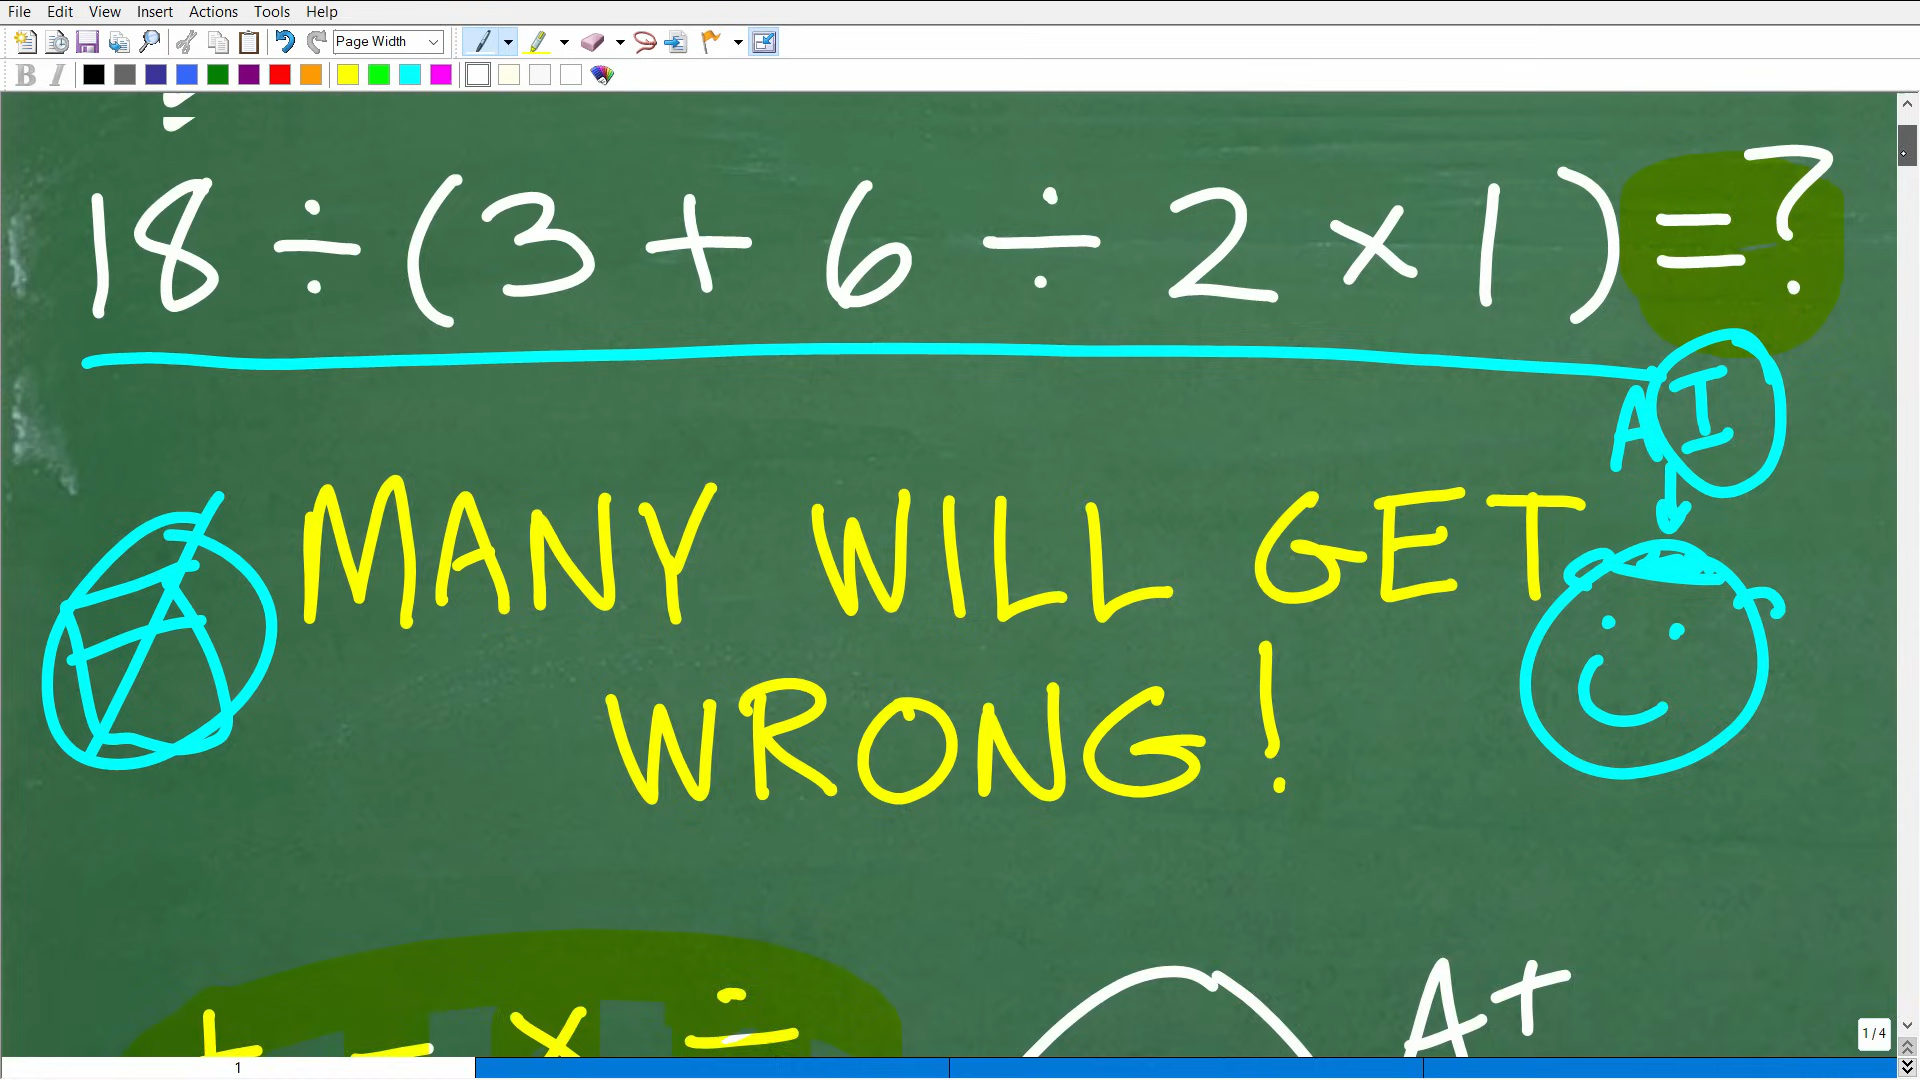 File Edit View Insert Actions Tools Help
Page Width
B I
18 ÷ (3 + 6 ÷ 2 × 1) = ?
AI
MANY WILL GET
WRONG!
+ − × ÷
A+
1 / 4
1